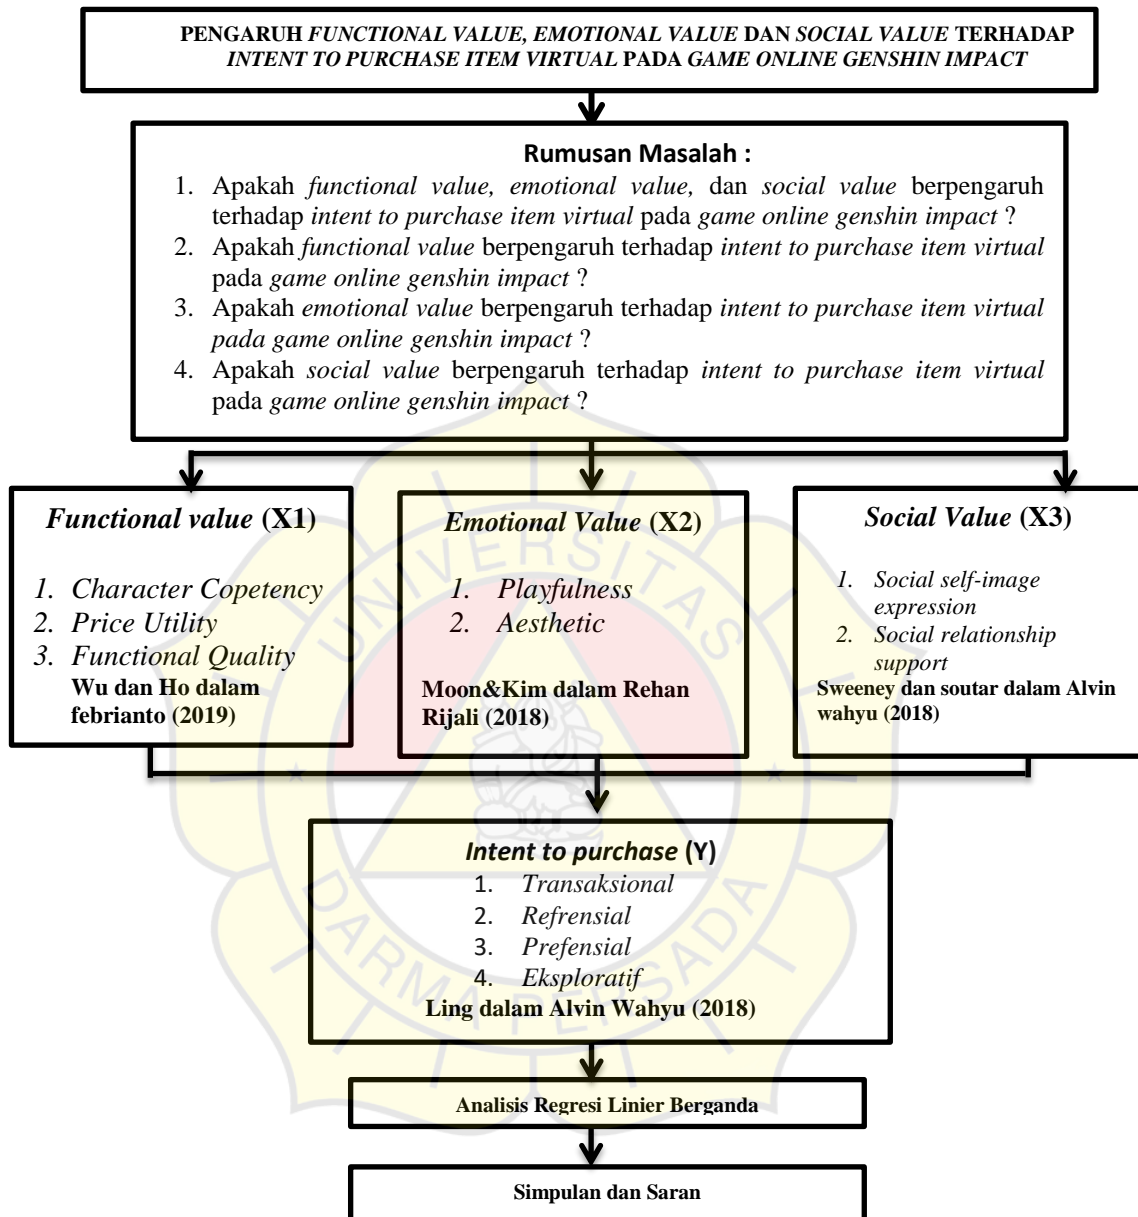 PENGARUH FUNCTIONAL VALUE, EMOTIONAL VALUE DAN SOCIAL VALUE TERHADAP
INTENT TO PURCHASE ITEM VIRTUAL PADA GAME ONLINE GENSHIN IMPACT
Rumusan Masalah :
1. Apakah functional value, emotional value, dan social value berpengaruh
terhadap intent to purchase item virtual pada game online genshin impact ?
2. Apakah functional value berpengaruh terhadap intent to purchase item virtual
pada game online genshin impact ?
3. Apakah emotional value berpengaruh terhadap intent to purchase item virtual
pada game online genshin impact ?
4. Apakah social value berpengaruh terhadap intent to purchase item virtual
pada game online genshin impact ?
Functional value (X1)
1. Character Copetency
2. Price Utility
3. Functional Quality
Wu dan Ho dalam
febrianto (2019)
Emotional Value (X2)
1. Playfulness
2. Aesthetic
Moon&Kim dalam Rehan
Rijali (2018)
Social Value (X3)
1. Social self-image
expression
2. Social relationship
support
Sweeney dan soutar dalam Alvin
wahyu (2018)
Intent to purchase (Y)
1. Transaksional
2. Refrensial
3. Prefensial
4. Eksploratif
Ling dalam Alvin Wahyu (2018)
Analisis Regresi Linier Berganda
Simpulan dan Saran
UNIVERSITAS
DARMA PERSADA